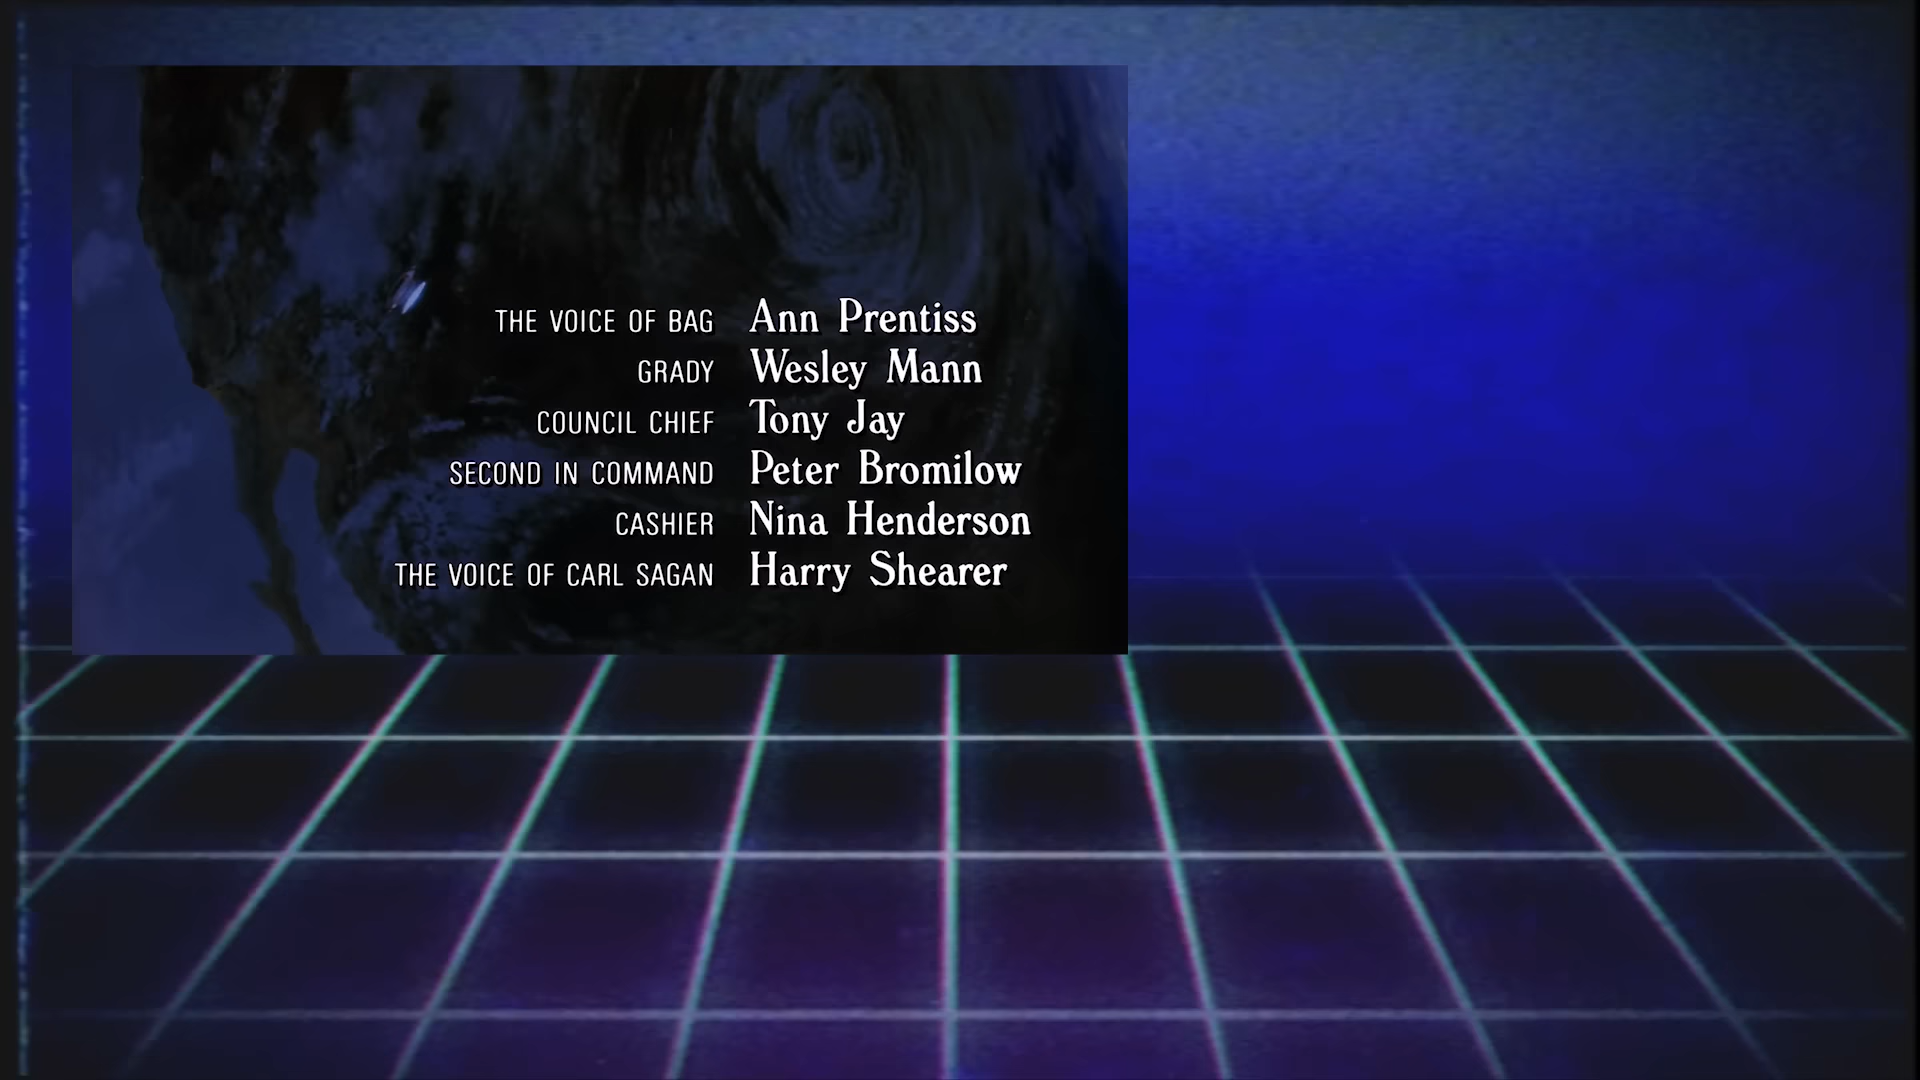 THE VOICE OF BAG Ann Prentiss
GRADY Wesley Mann
COUNCIL CHIEF Tony Jay
SECOND IN COMMAND Peter Bromilow
CASHIER Nina Henderson
THE VOICE OF CARL SAGAN Harry Shearer